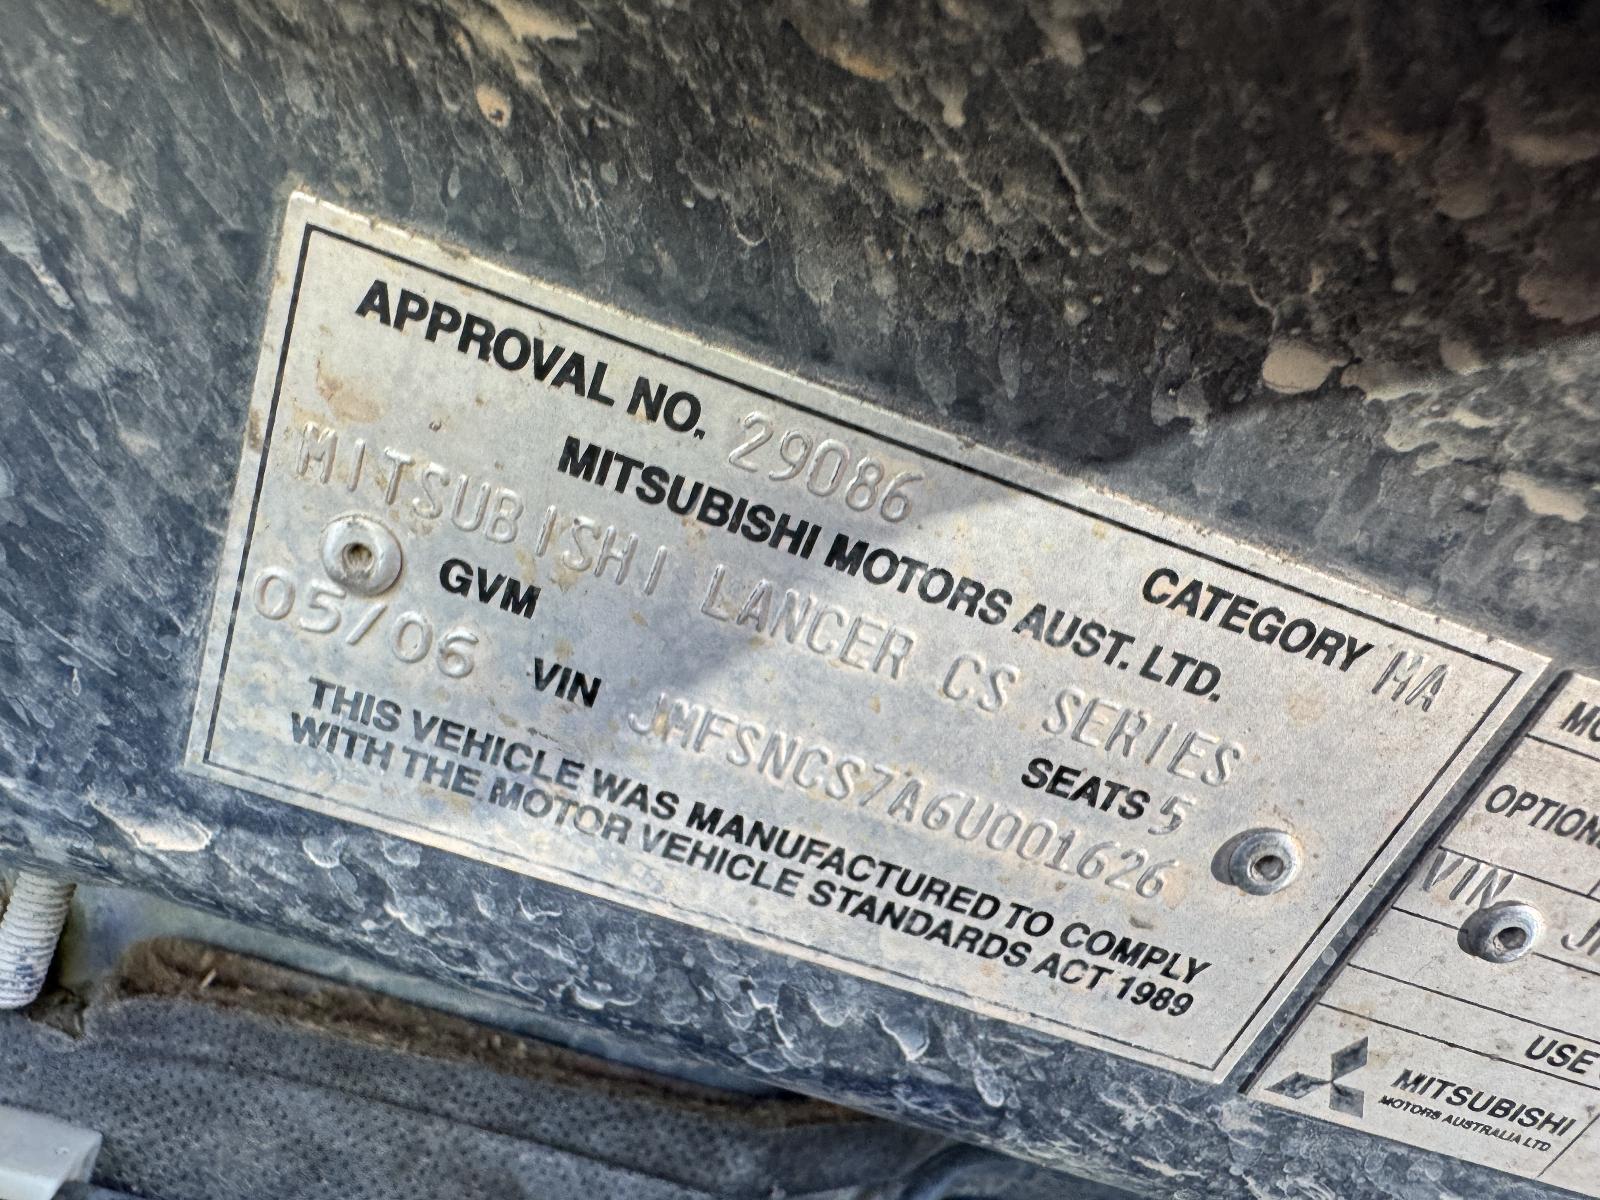 APPROVAL NO. 29086 CATEGORY MA
MITSUBISHI MOTORS AUST. LTD.
MITSUBISHI LANCER CS SERIES
GVM SEATS 5
05/06 VIN JMFSNCS7A6U001626
THIS VEHICLE WAS MANUFACTURED TO COMPLY
WITH THE MOTOR VEHICLE STANDARDS ACT 1989
VIN
USE
MITSUBISHI
MOTORS AUSTRALIA LTD